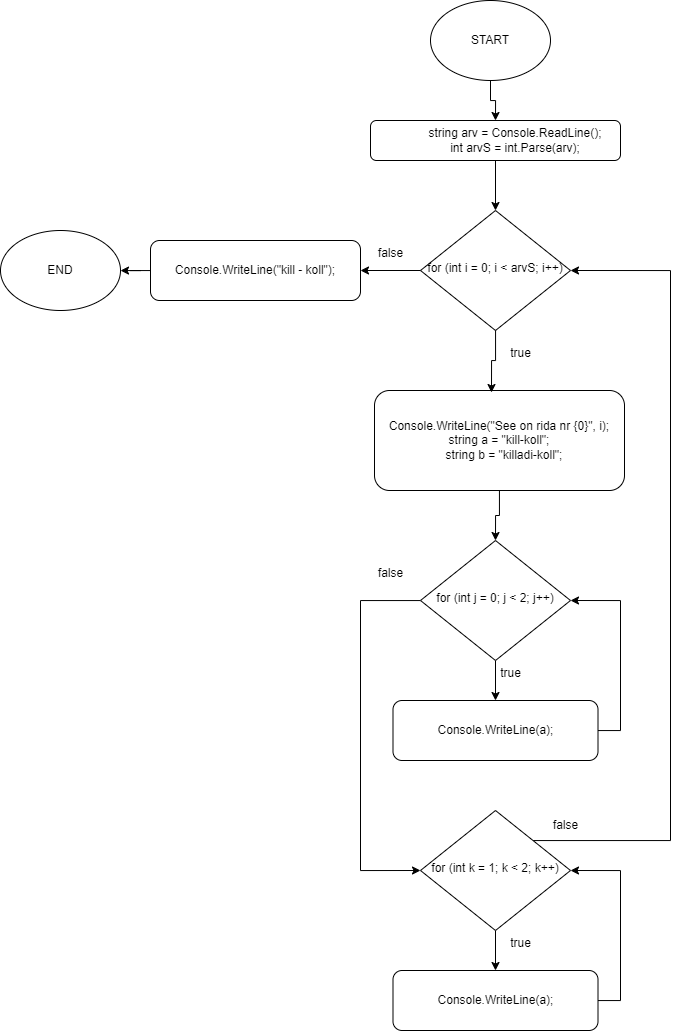 START
string arv = Console.ReadLine();
int arvS = int.Parse(arv);
for (int i = 0; i < arvS; i++)
false
Console.WriteLine("kill - koll");
END
true
Console.WriteLine("See on rida nr {0}", i);
string a = "kill-koll";
string b = "killadi-koll";
for (int j = 0; j < 2; j++)
false
true
Console.WriteLine(a);
for (int k = 1; k < 2; k++)
false
true
Console.WriteLine(a);